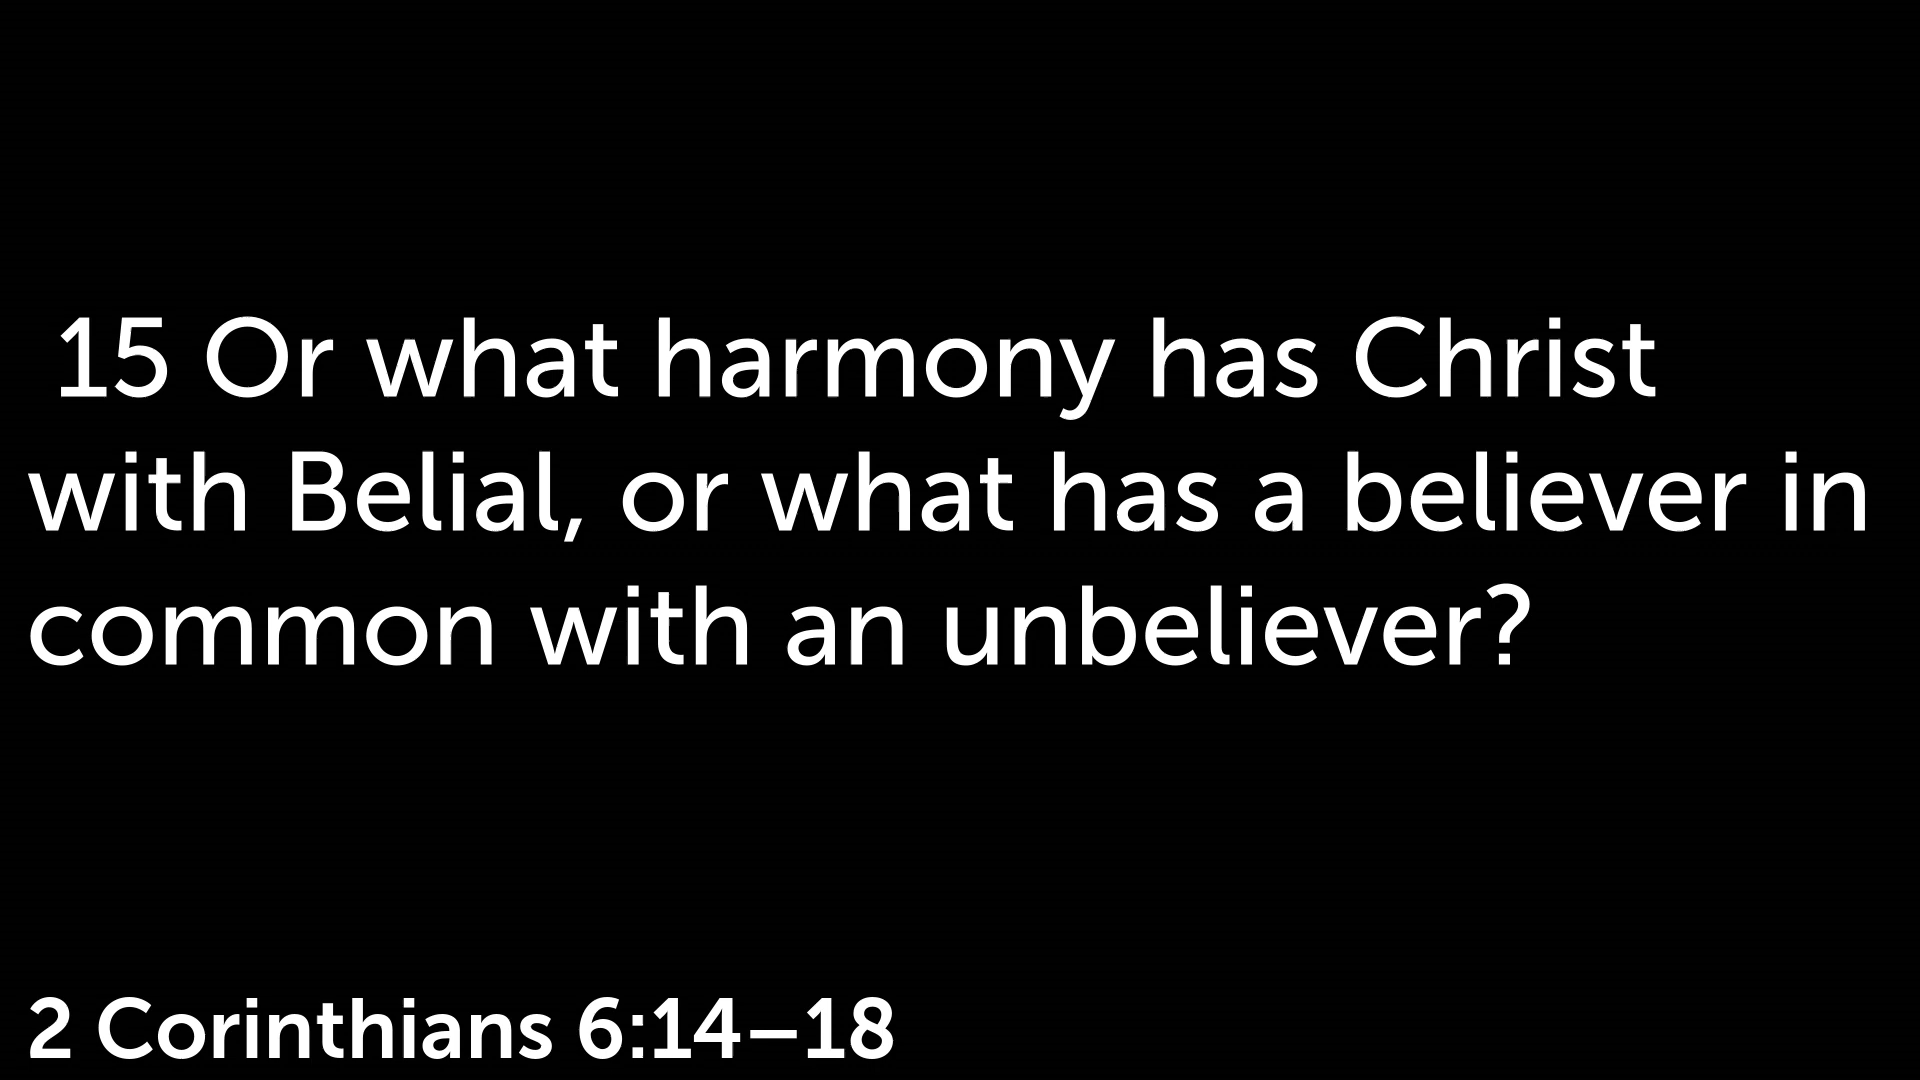 15 Or what harmony has Christ
with Belial, or what has a believer in
common with an unbeliever?
2 Corinthians 6:14–18